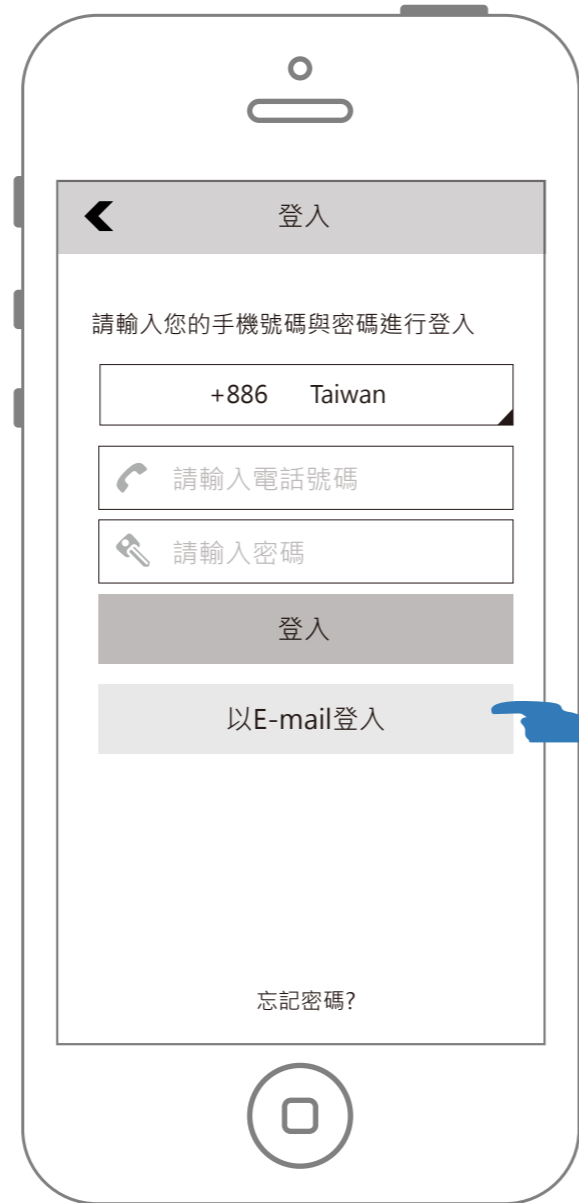 登入
請輸入您的手機號碼與密碼進行登入
+886 Taiwan
請輸入電話號碼
請輸入密碼
登入
以E-mail登入
忘記密碼?